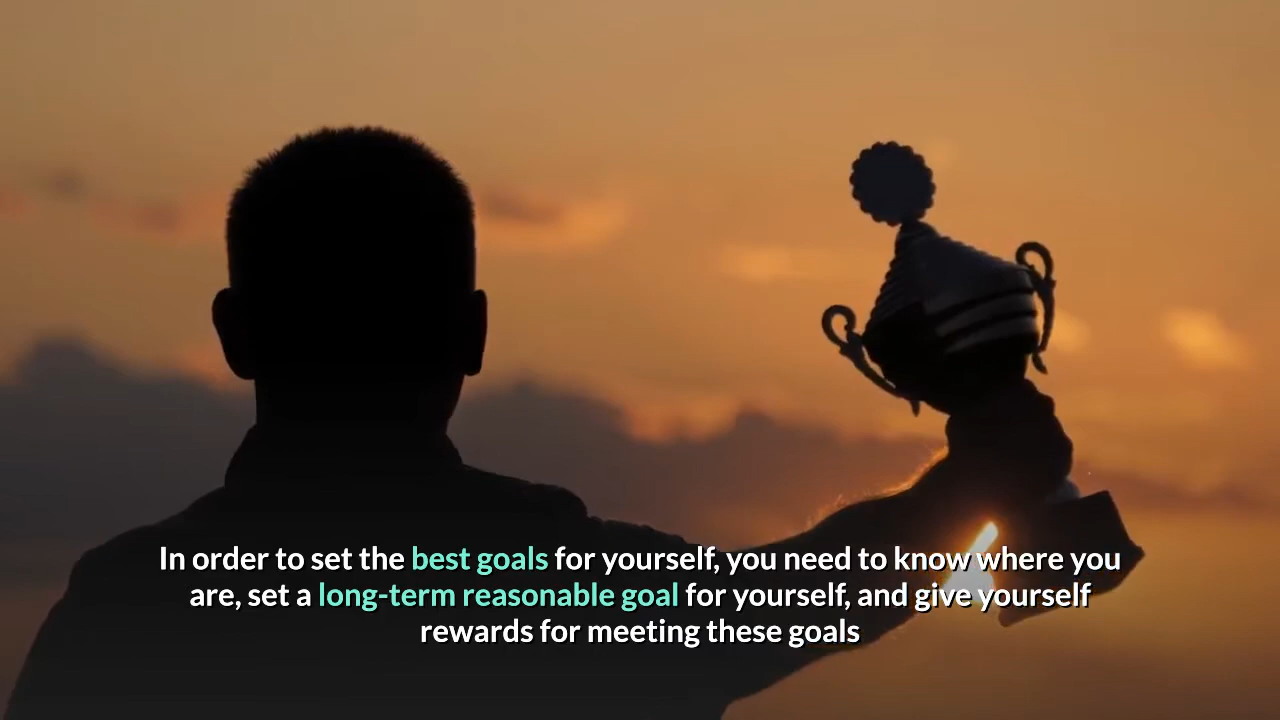 In order to set the best goals for yourself, you need to know where you
are, set a long-term reasonable goal for yourself, and give yourself
rewards for meeting these goals